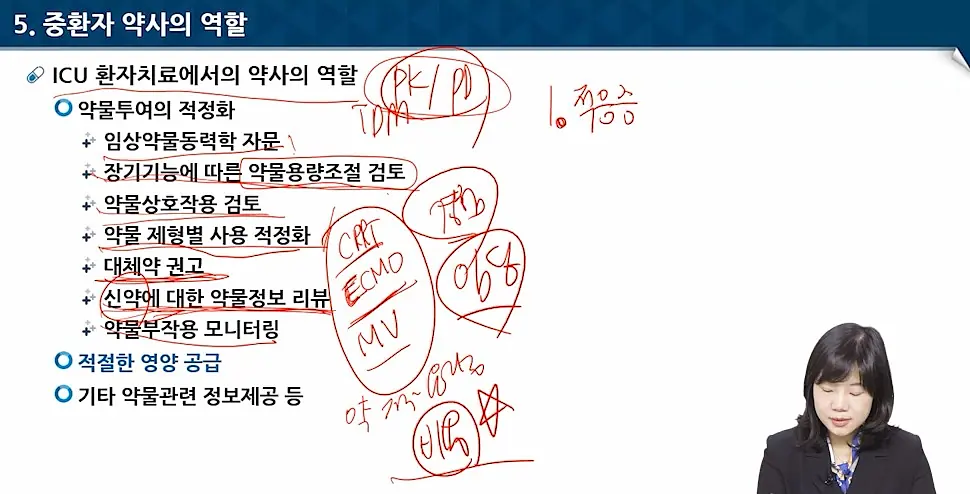 5. 중환자 약사의 역할
ICU 환자치료에서의 약사의 역할
PK/PD
TDM
1. 적응증
약물투여의 적정화
임상약물동력학 자문
장기기능에 따른 약물용량조절 검토
약물상호작용 검토
약물 제형별 사용 적정화
대체약 권고
신약에 대한 약물정보 리뷰
약물부작용 모니터링
ECMO
MV
적절한 영양 공급
기타 약물관련 정보제공 등
약